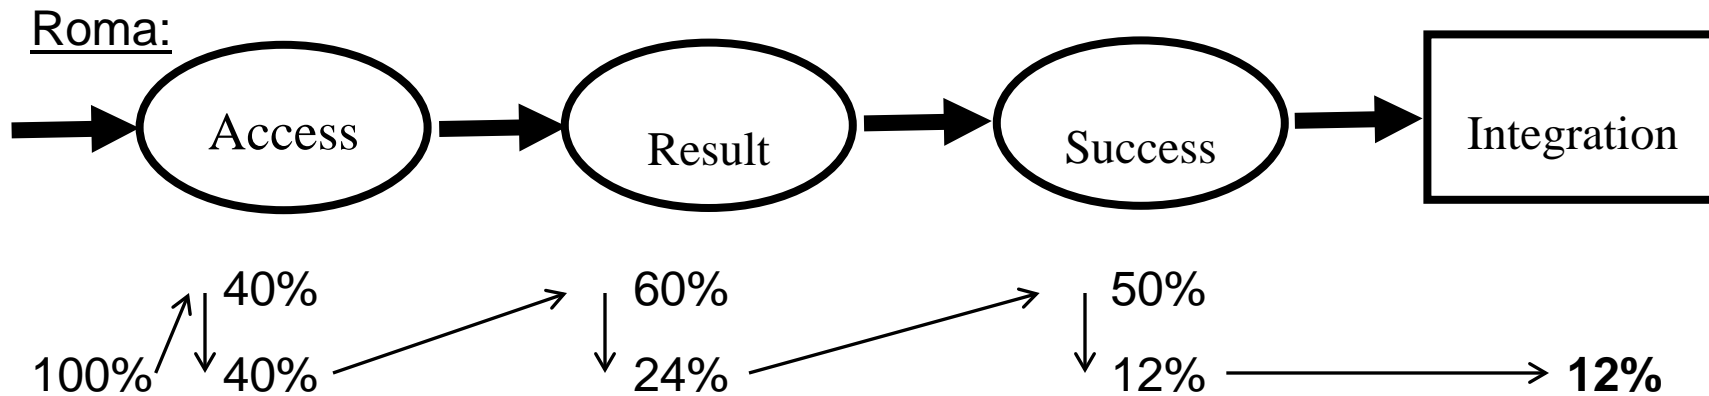 Roma:
Access Result Success Integration
40% 60% 50%
100% 40% 24% 12% 12%